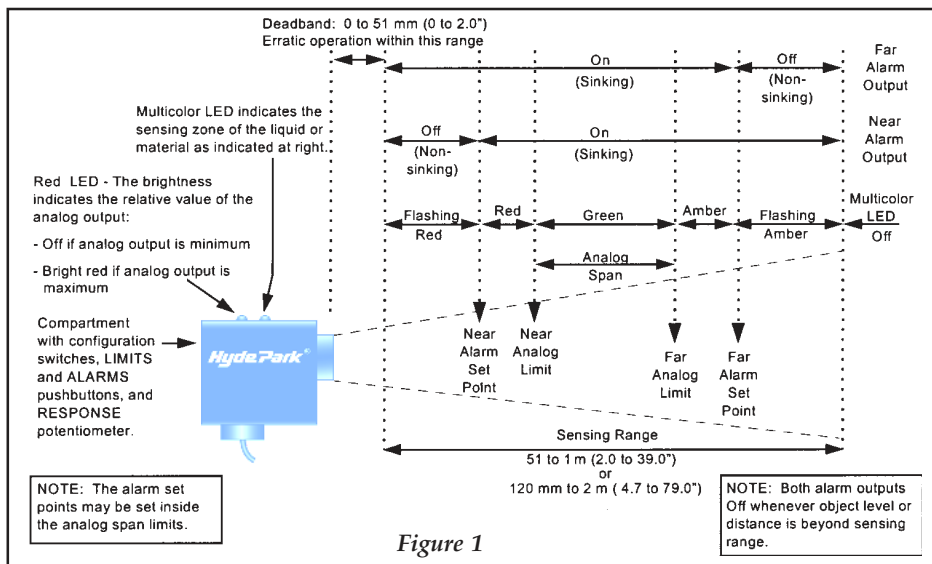 Deadband: 0 to 51 mm (0 to 2.0")
Erratic operation within this range
On
(Sinking)
Off
(Non-
sinking)
Far
Alarm
Output
Multicolor LED indicates the
sensing zone of the liquid or
material as indicated at right.
Off
(Non-
sinking)
On
(Sinking)
Near
Alarm
Output
Red LED - The brightness
indicates the relative value of the
analog output:
- Off if analog output is minimum
- Bright red if analog output is
maximum
Flashing
Red
Red
Green
Amber
Flashing
Amber
Multicolor
LED
Off
Analog
Span
Compartment
with configuration
switches, LIMITS
and ALARMS
pushbuttons, and
RESPONSE
potentiometer.
HydePark®
Near
Alarm
Set
Point
Near
Analog
Limit
Far
Analog
Limit
Far
Alarm
Set
Point
Sensing Range
51 to 1 m (2.0 to 39.0")
or
120 mm to 2 m ( 4.7 to 79.0")
NOTE: The alarm set
points may be set inside
the analog span limits.
Figure 1
NOTE: Both alarm outputs
Off whenever object level or
distance is beyond sensing
range.